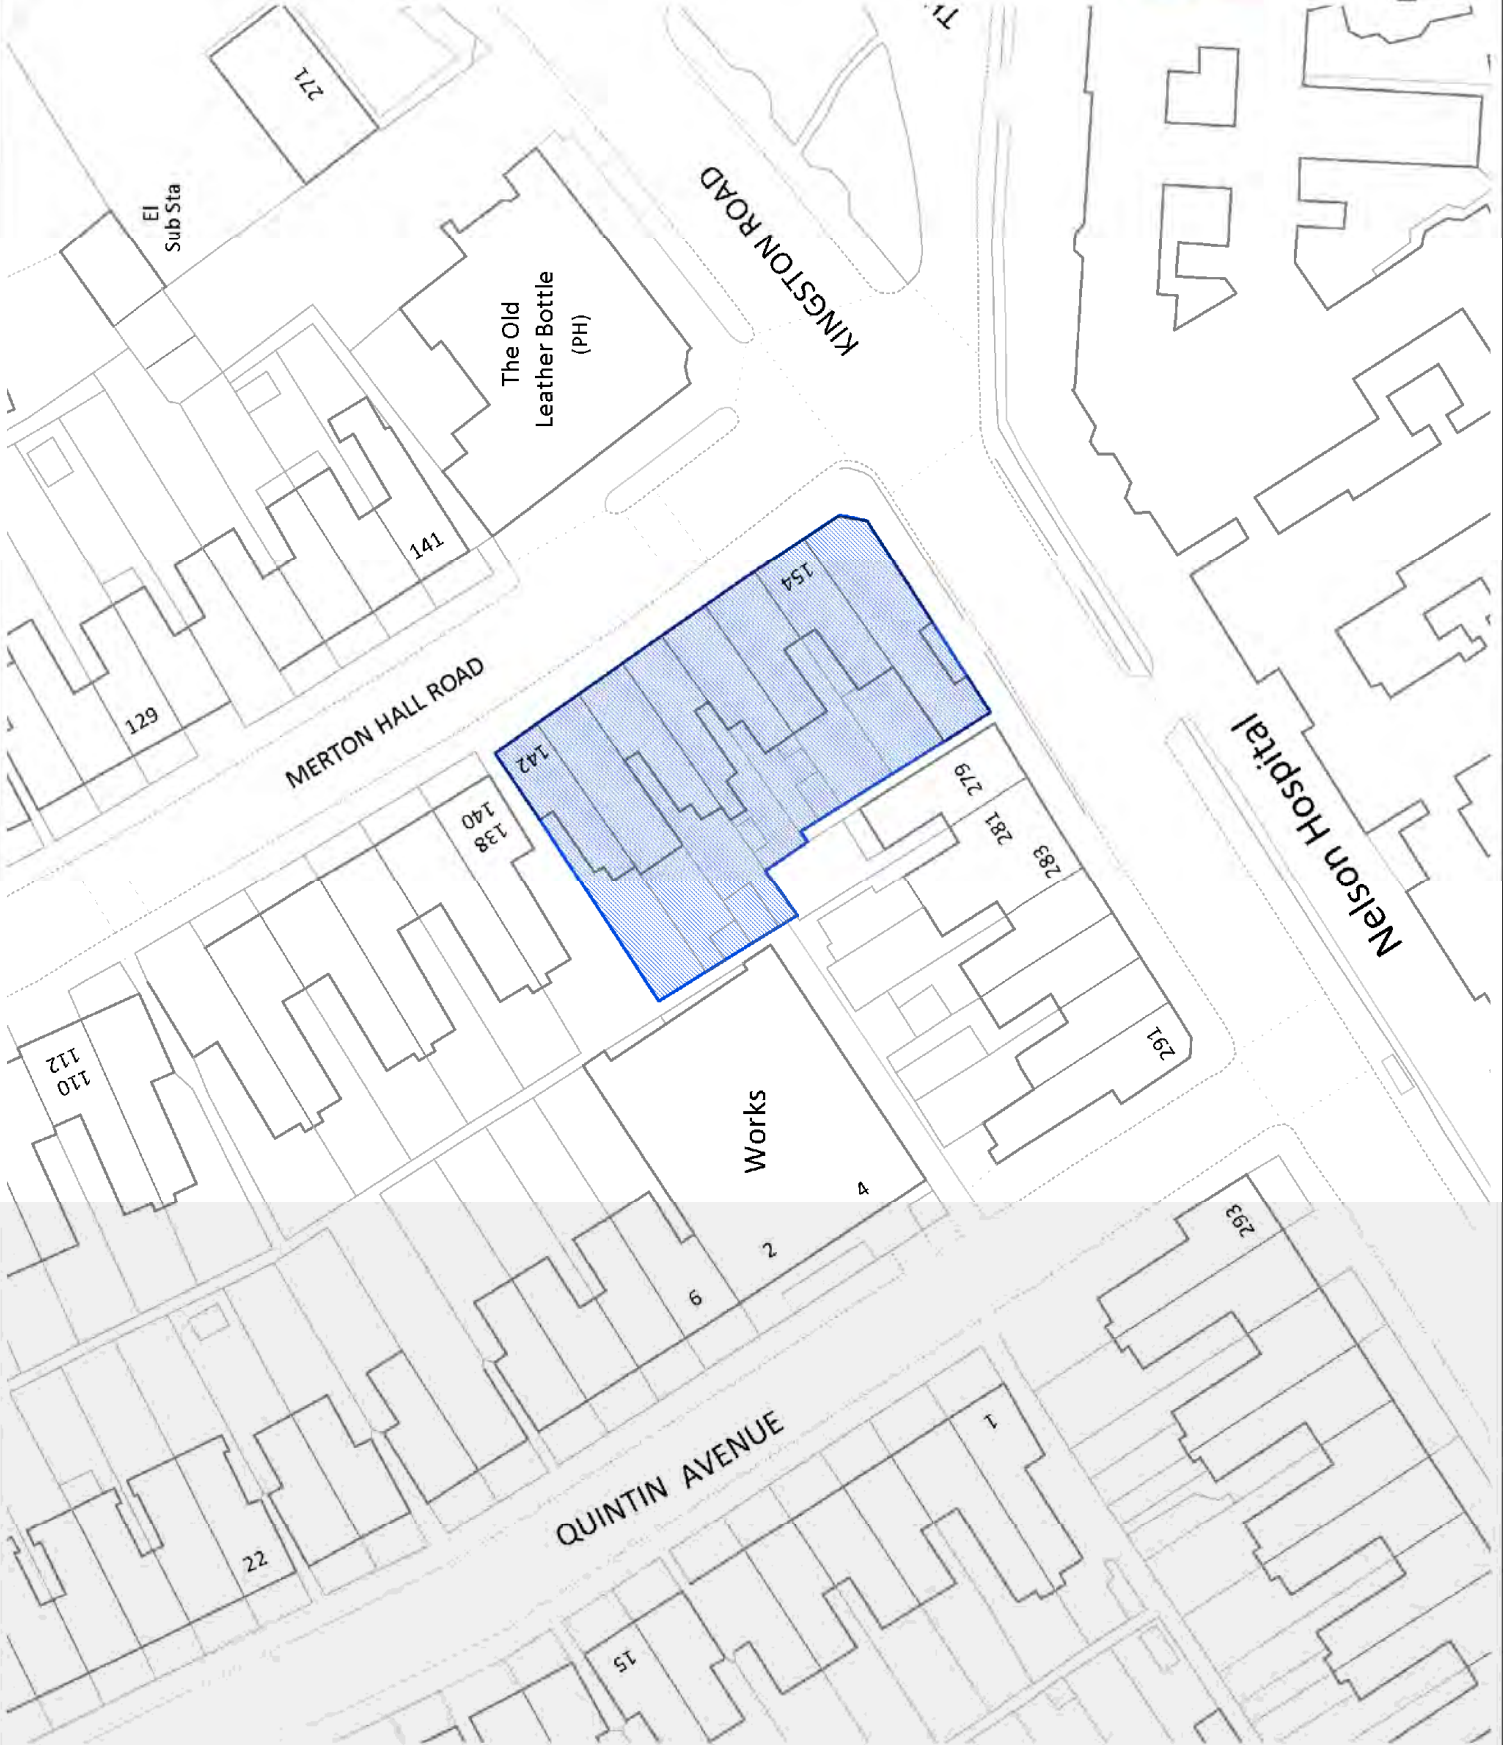 271
El
Sub Sta
KINGSTON ROAD
The Old
Leather Bottle
(PH)
141
154
129
MERTON HALL ROAD
142
Nelson Hospital
279
140
138
281
283
112
110
291
Works
4
293
2
6
QUINTIN AVENUE
1
22
15